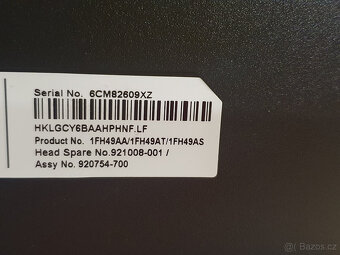 Serial No. 6CM82609XZ
HKLGCY6BAAHPHNF.LF
Product No. 1FH49AA/1FH49AT/1FH49AS
Head Spare No.921008-001 /
Assy No. 920754-700
Bazoš.cz